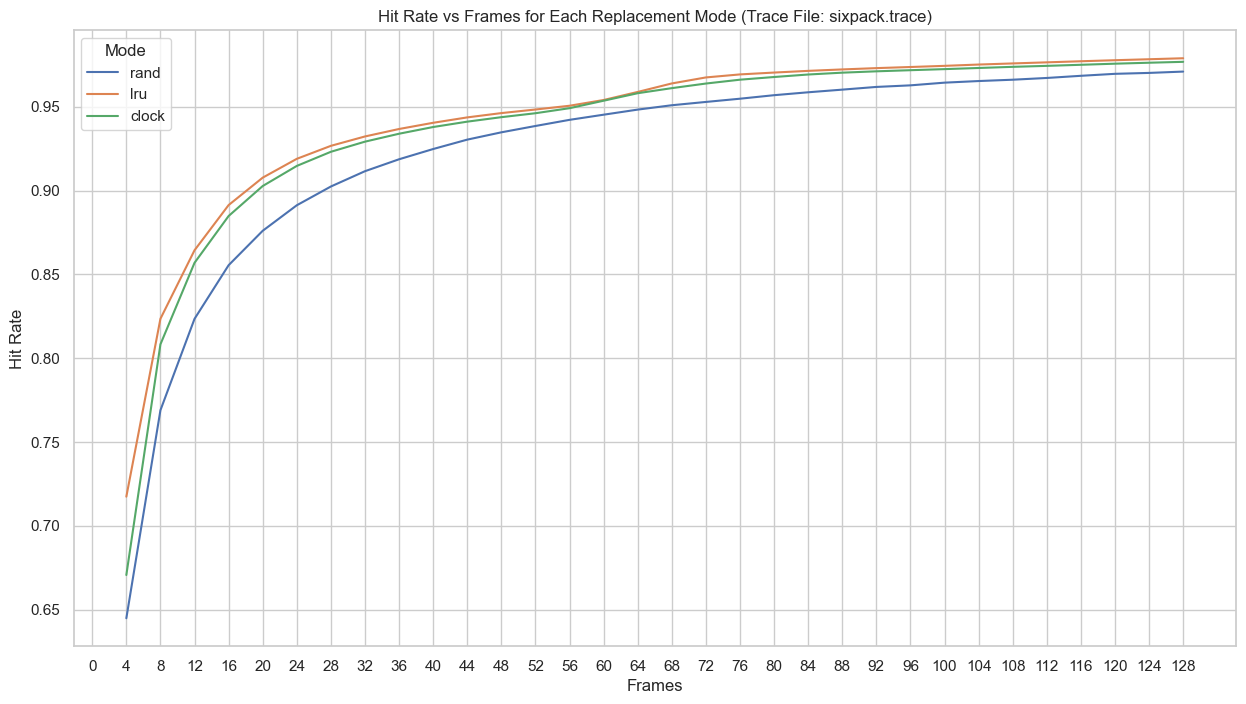 Hit Rate vs Frames for Each Replacement Mode (Trace File: sixpack.trace)
Mode
rand
lru
clock
Hit Rate
0.95
0.90
0.85
0.80
0.75
0.70
0.65
0 4 8 12 16 20 24 28 32 36 40 44 48 52 56 60 64 68 72 76 80 84 88 92 96 100 104 108 112 116 120 124 128
Frames